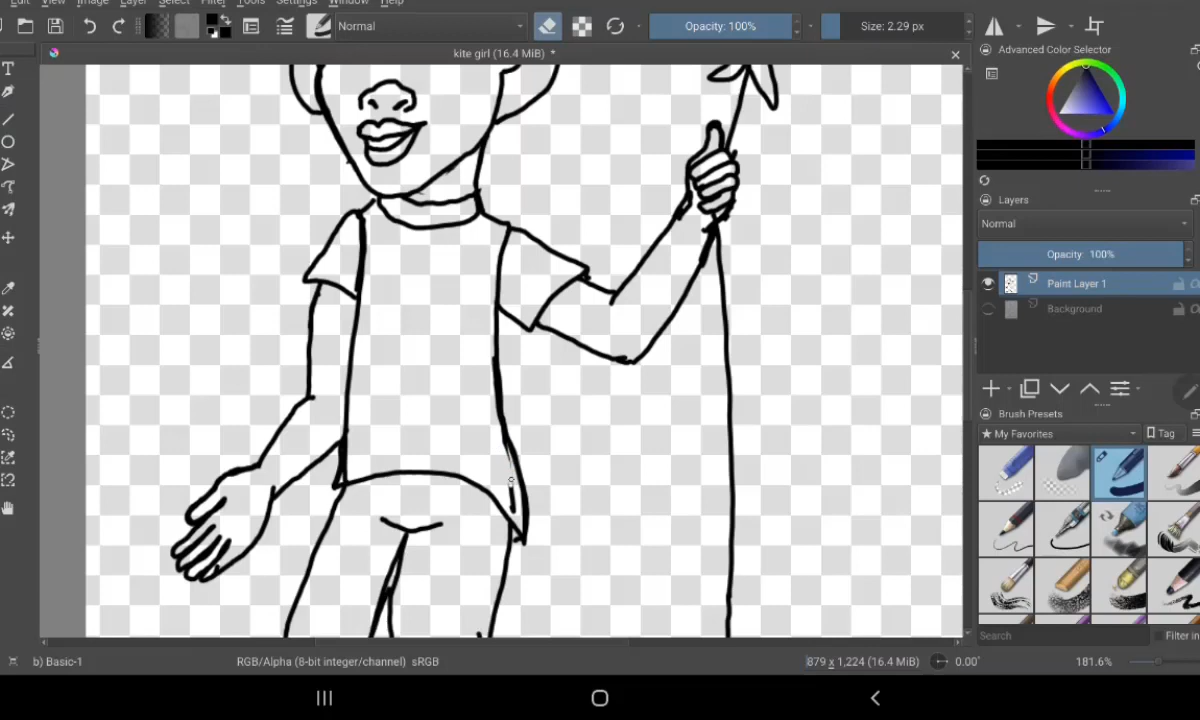 Edit View Image Layer Select Filter Tools Settings Window Help
Normal
Opacity: 100%
Size: 2.29 px
kite girl (16.4 MiB) *
Advanced Color Selector
Layers
Normal
Opacity 100%
Paint Layer 1
Background
Brush Presets
My Favorites
Tag
Search
Filter in
b) Basic-1
RGB/Alpha (8-bit integer/channel) sRGB
879 x 1,224 (16.4 MiB)
0.00°
181.6%